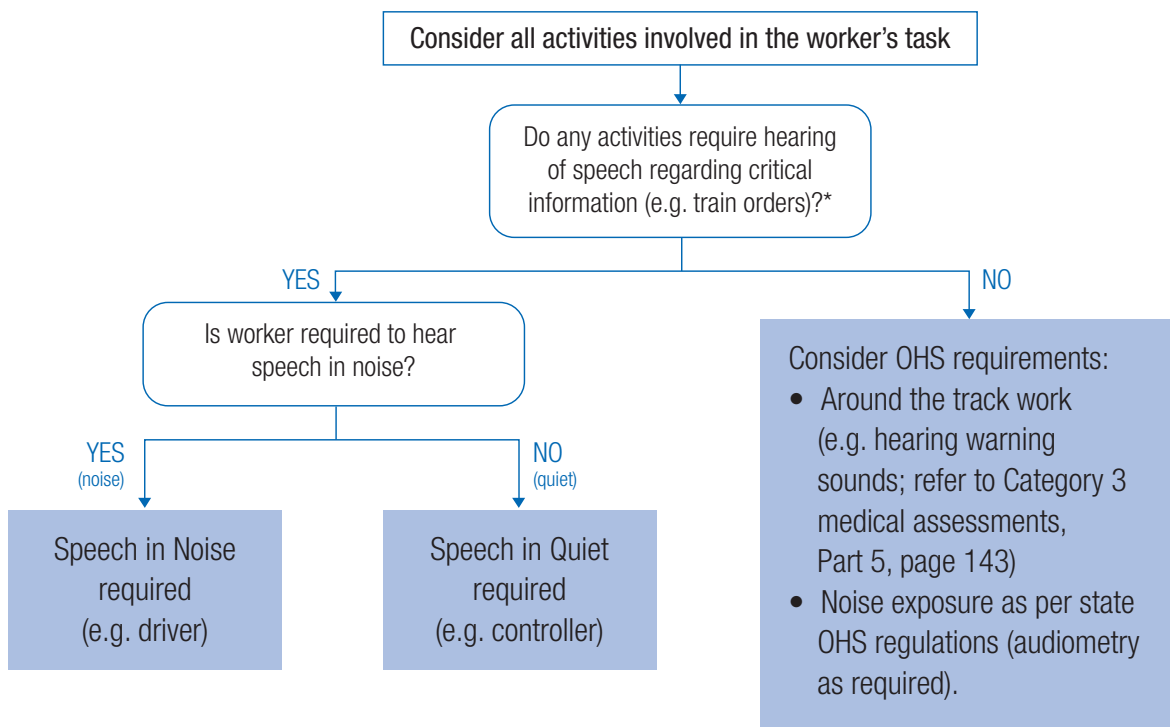 Consider all activities involved in the worker's task
Do any activities require hearing
of speech regarding critical
information (e.g. train orders)?*
YES
NO
Is worker required to hear
speech in noise?
Consider OHS requirements:
• Around the track work
(e.g. hearing warning
sounds; refer to Category 3
medical assessments,
Part 5, page 143)
• Noise exposure as per state
OHS regulations (audiometry
as required).
YES
(noise)
NO
(quiet)
Speech in Noise
required
(e.g. driver)
Speech in Quiet
required
(e.g. controller)